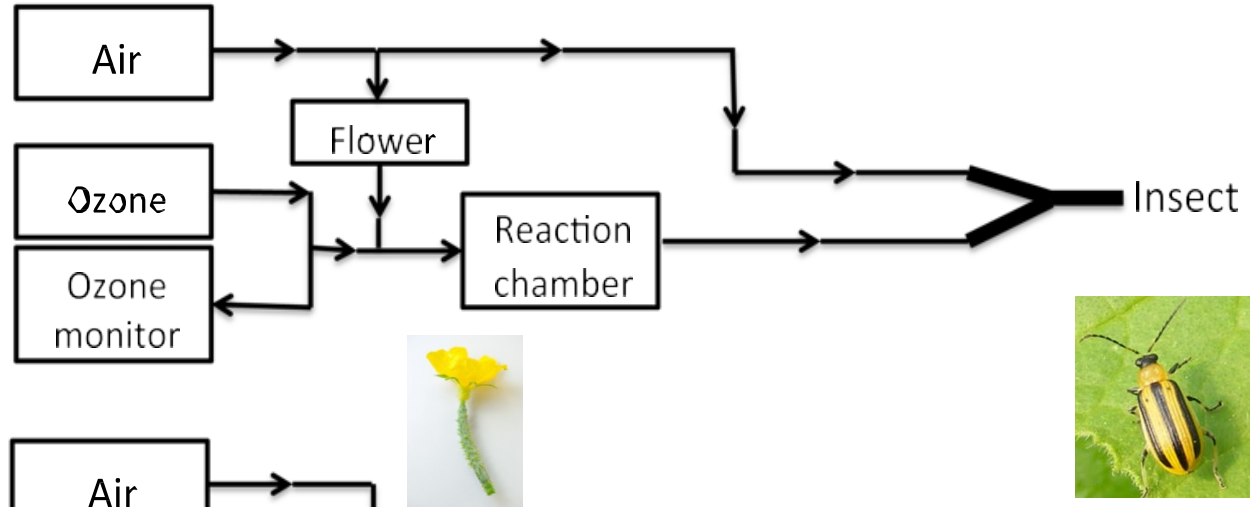 Air
Flower
Ozone
Reaction
chamber
Insect
Ozone
monitor
Air